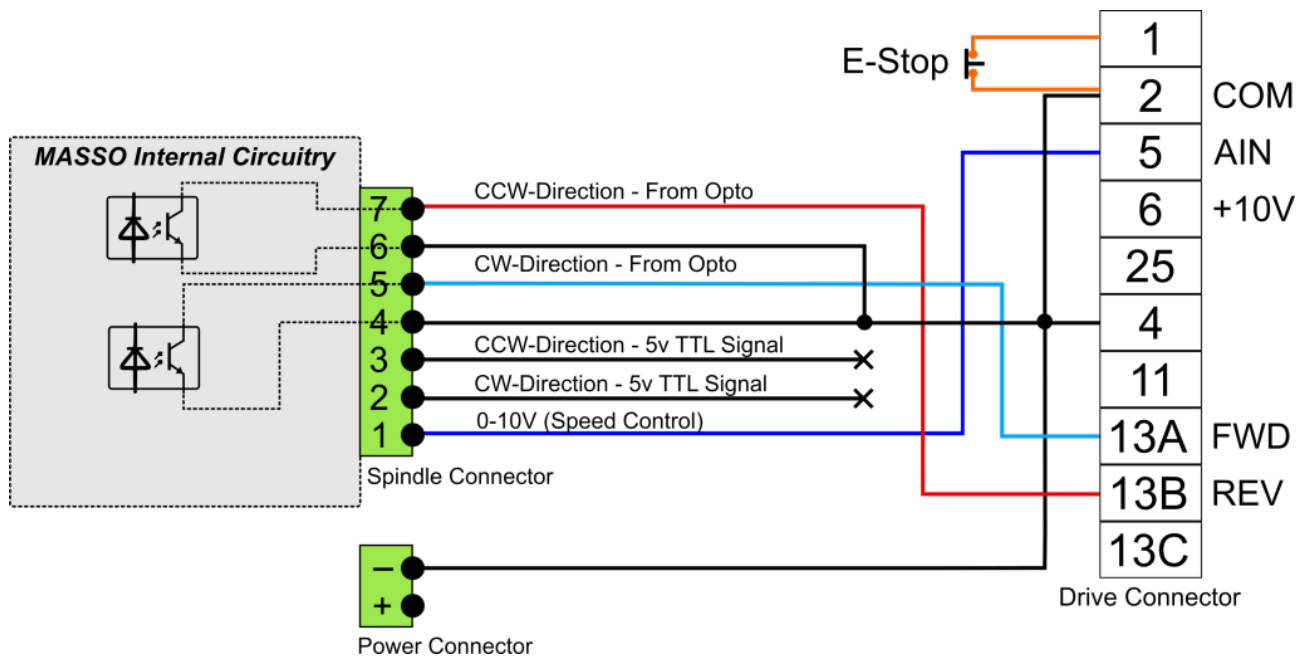 E-Stop
1
2 COM
5 AIN
6 +10V
25
4
11
13A FWD
13B REV
13C
Drive Connector
MASSO Internal Circuitry
7 CCW-Direction - From Opto
6
5 CW-Direction - From Opto
4
3 CCW-Direction - 5v TTL Signal
2 CW-Direction - 5v TTL Signal
1 0-10V (Speed Control)
Spindle Connector
–
+
Power Connector